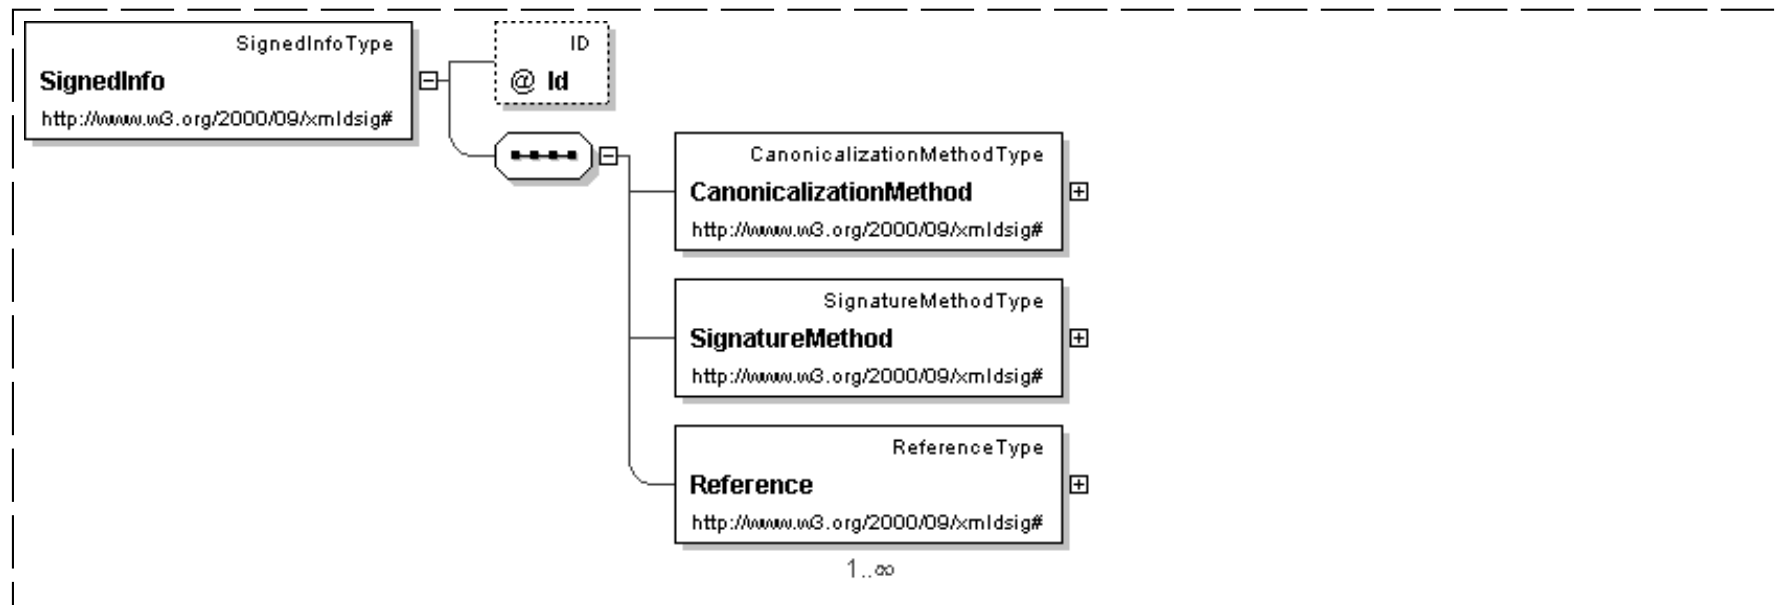 SignedInfoType
SignedInfo
http://www.w3.org/2000/09/xmldsig#
ID
@ Id
CanonicalizationMethodType
CanonicalizationMethod
http://www.w3.org/2000/09/xmldsig#
SignatureMethodType
SignatureMethod
http://www.w3.org/2000/09/xmldsig#
ReferenceType
Reference
http://www.w3.org/2000/09/xmldsig#
1..∞